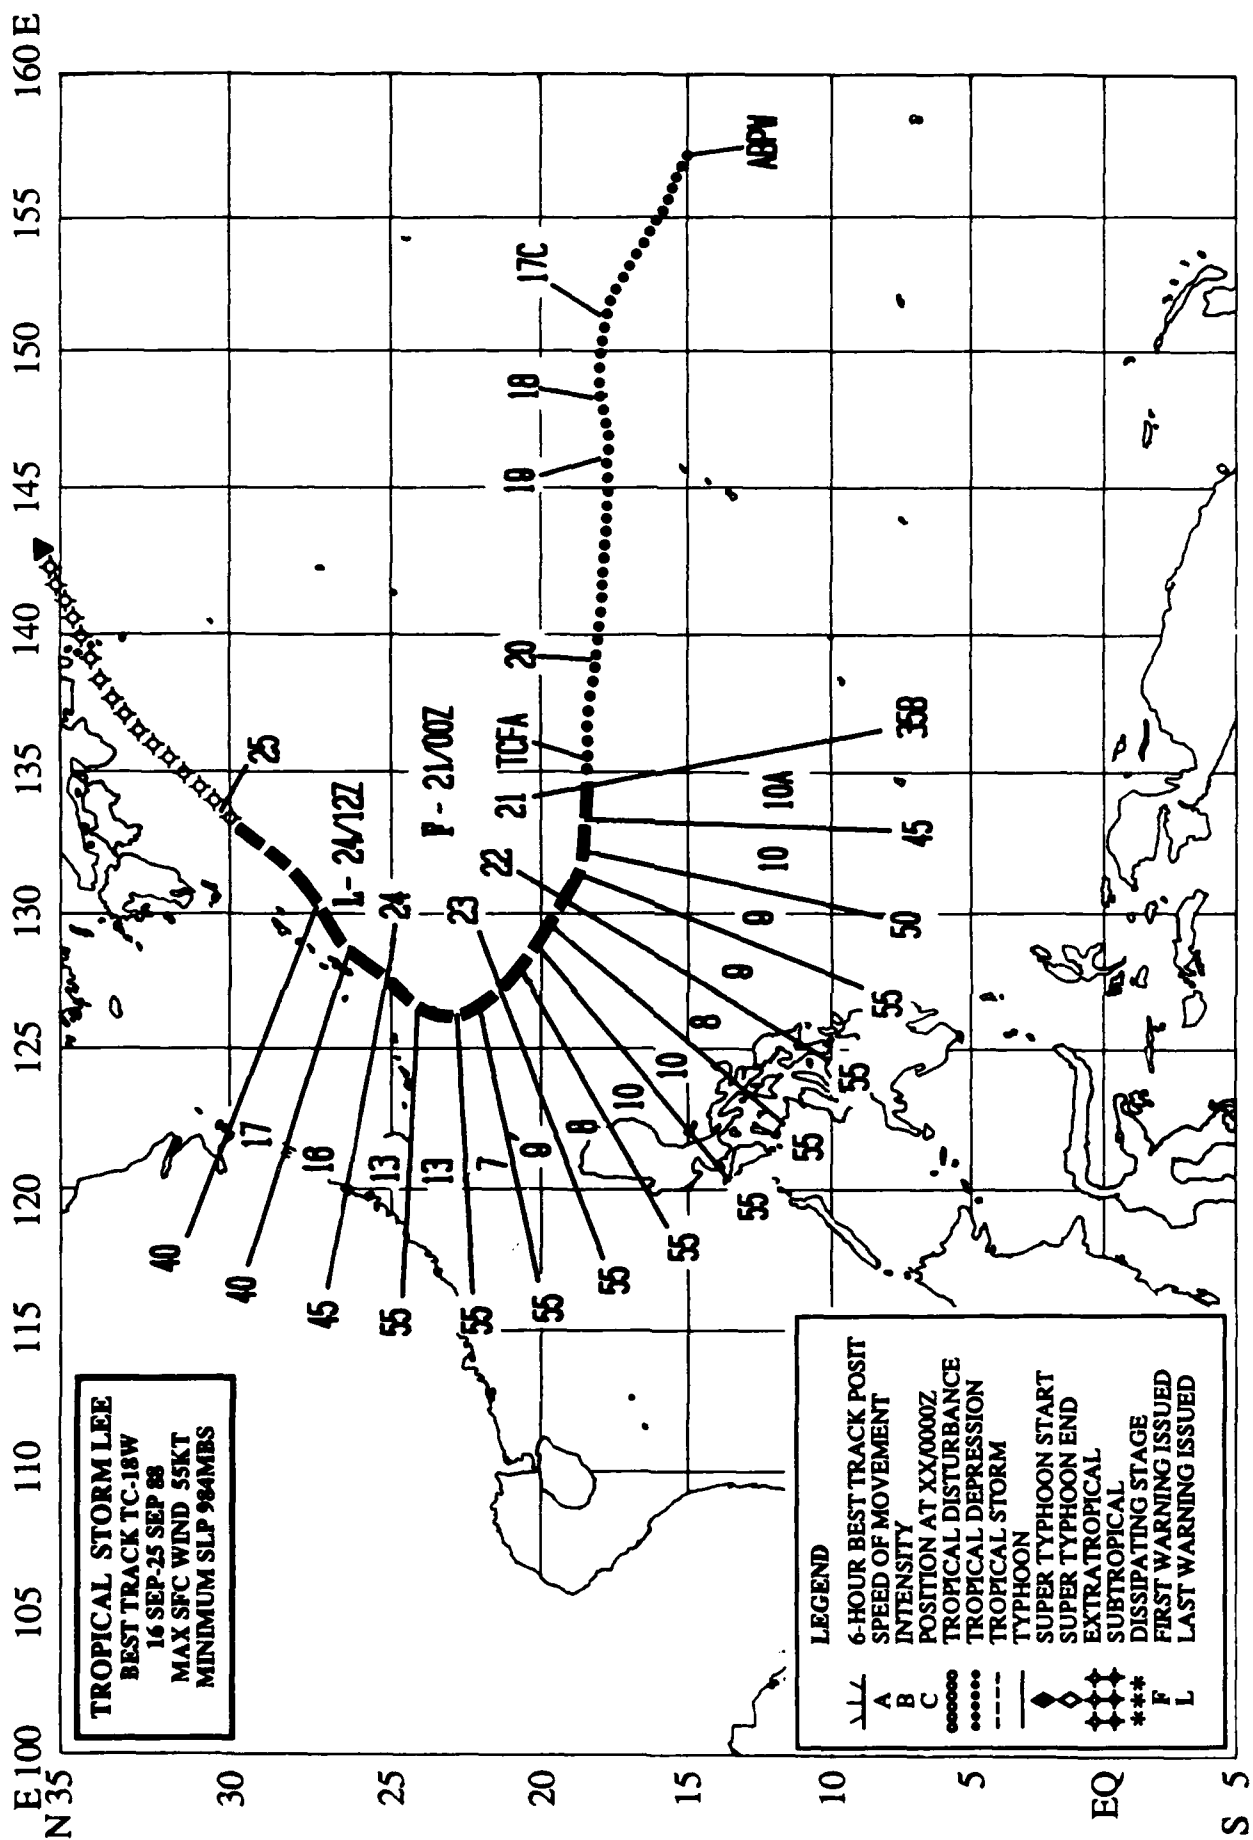 TROPICAL STORM LEE
BEST TRACK TC-18W
16 SEP-25 SEP 88
MAX SFC WIND 55KT
MINIMUM SLP 984MBS
E 100 105 110 115 120 125 130 135 140 145 150 155 160 E
N 35
30
25
20
15
10
5
EQ
S 5
L - 24/12Z
F - 21/00Z
25
24
23
22
21
TCFA
20
19
18
17C
ABPW
40
40
45
55
55
55
55
55
55
55
55
55
50
45
35B
17
16
13
13
7
9
8
10
10
8
9
9
10
10A
LEGEND
6-HOUR BEST TRACK POSIT
A SPEED OF MOVEMENT
B INTENSITY
C POSITION AT XX/0000Z
TROPICAL DISTURBANCE
TROPICAL DEPRESSION
TROPICAL STORM
TYPHOON
SUPER TYPHOON START
SUPER TYPHOON END
EXTRATROPICAL
SUBTROPICAL
*** DISSIPATING STAGE
F FIRST WARNING ISSUED
L LAST WARNING ISSUED